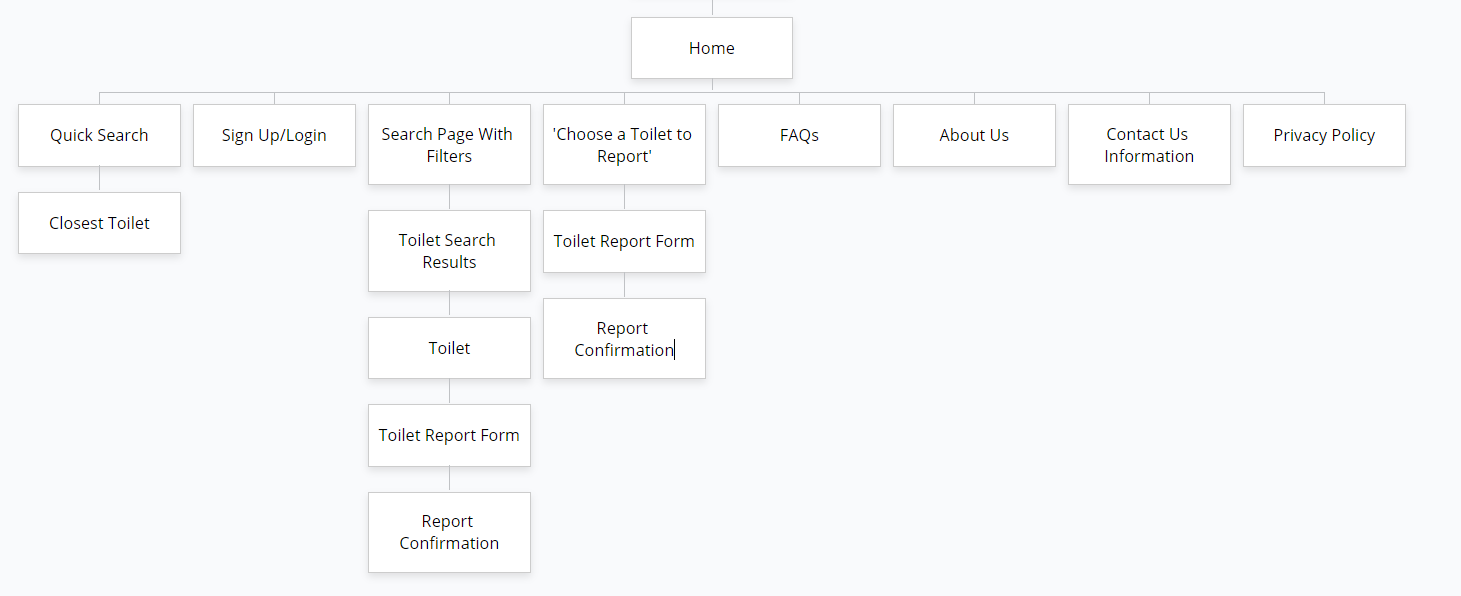 Home
Quick Search
Sign Up/Login
Search Page With
Filters
'Choose a Toilet to
Report'
FAQs
About Us
Contact Us
Information
Privacy Policy
Closest Toilet
Toilet Search
Results
Toilet Report Form
Toilet
Report
Confirmation
Toilet Report Form
Report
Confirmation